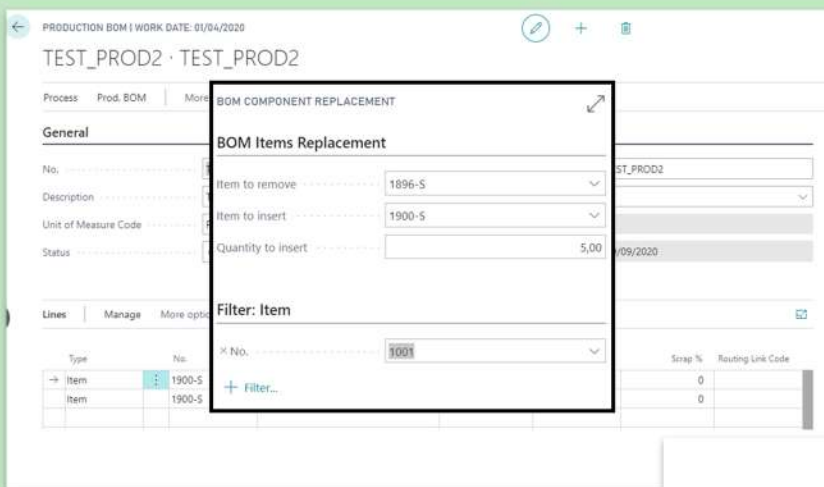 PRODUCTION BOM | WORK DATE: 01/04/2020
TEST_PROD2 · TEST_PROD2
Process Prod. BOM More
General
No.
Description
Unit of Measure Code
Status
ST_PROD2
/09/2020
BOM COMPONENT REPLACEMENT
BOM Items Replacement
Item to remove 1896-S
Item to insert 1900-S
Quantity to insert 5,00
Filter: Item
× No. 1001
+ Filter...
Lines Manage More optio
Type No. Scrap % Routing Link Code
Item 1900-S 0
Item 1900-S 0